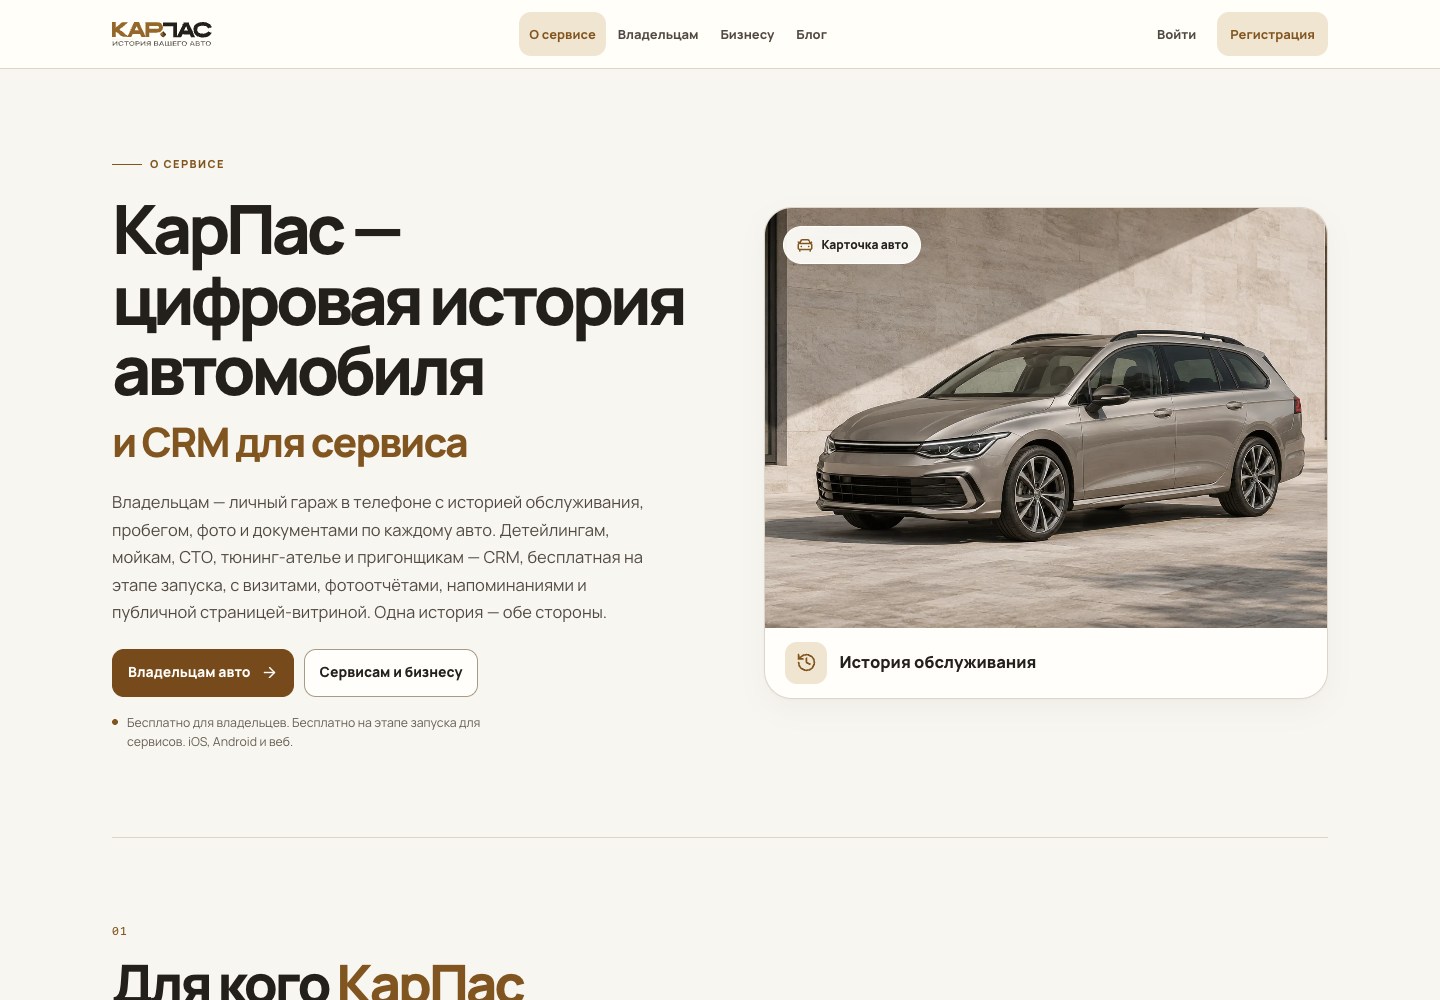 КАРПАС
ИСТОРИЯ ВАШЕГО АВТО
О сервисе
Владельцам
Бизнесу
Блог
Войти
Регистрация
О СЕРВИСЕ
КарПас —
цифровая история
автомобиля
и CRM для сервиса
Владельцам — личный гараж в телефоне с историей обслуживания,
пробегом, фото и документами по каждому авто. Детейлингам,
мойкам, СТО, тюнинг-ателье и пригонщикам — CRM, бесплатная на
этапе запуска, с визитами, фотоотчётами, напоминаниями и
публичной страницей-витриной. Одна история — обе стороны.
Владельцам авто
Сервисам и бизнесу
Бесплатно для владельцев. Бесплатно на этапе запуска для
сервисов. iOS, Android и веб.
Карточка авто
История обслуживания
01
Для кого КарПас